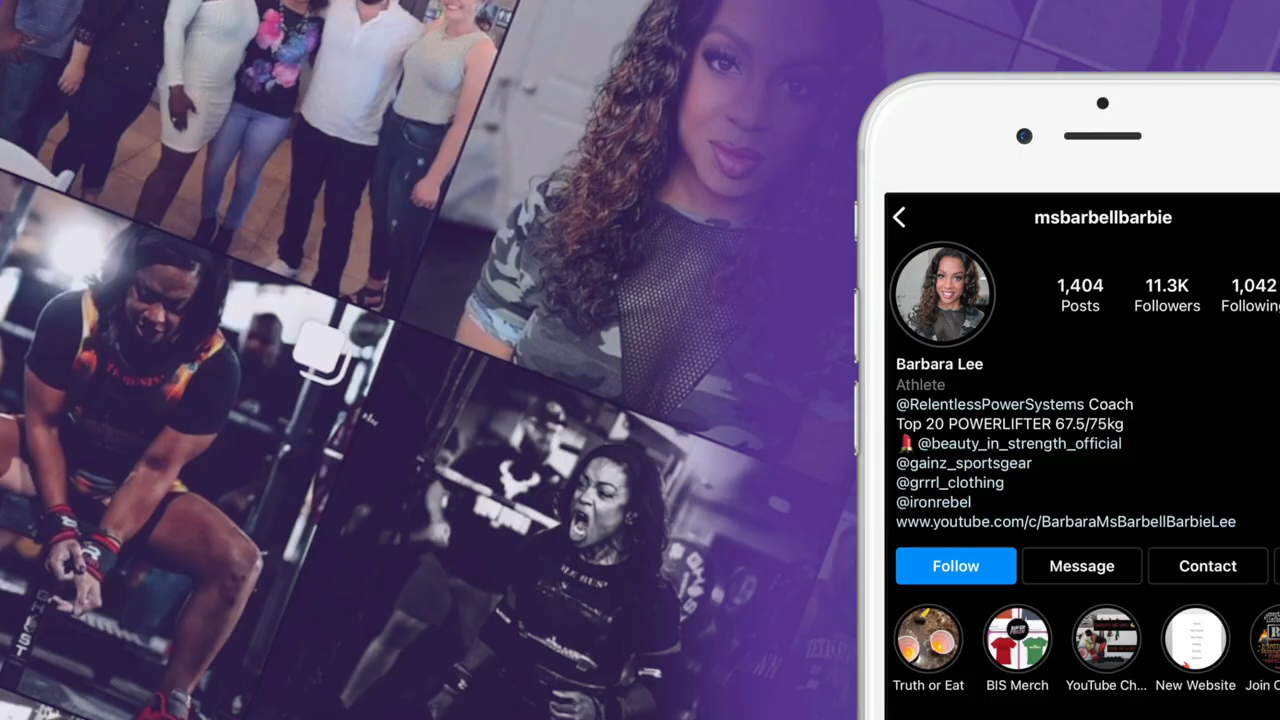 msbarbellbarbie
1,404
Posts
11.3K
Followers
1,042
Following
Barbara Lee
Athlete
@RelentlessPowerSystems Coach
Top 20 POWERLIFTER 67.5/75kg
💄 @beauty_in_strength_official
@gainz_sportsgear
@grrrl_clothing
@ironrebel
www.youtube.com/c/BarbaraMsBarbellBarbieLee
Follow
Message
Contact
Truth or Eat
BIS Merch
YouTube Ch...
New Website
Join
GHOST